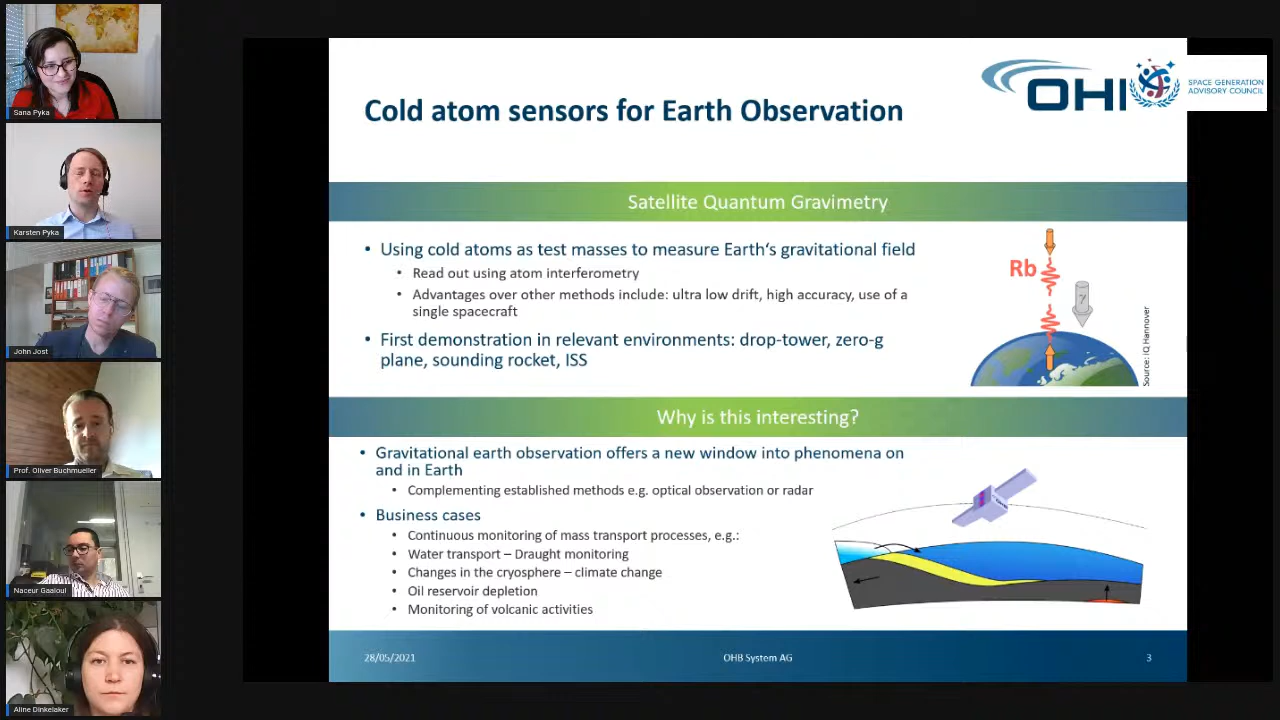 Sana Pyka
Karsten Pyka
John Jost
Prof. Oliver Buchmueller
Naceur Gaaloul
Aline Dinkelaker
OHI
SPACE GENERATION
ADVISORY COUNCIL
Cold atom sensors for Earth Observation
Satellite Quantum Gravimetry
• Using cold atoms as test masses to measure Earth‘s gravitational field
• Read out using atom interferometry
• Advantages over other methods include: ultra low drift, high accuracy, use of a
single spacecraft
• First demonstration in relevant environments: drop-tower, zero-g
plane, sounding rocket, ISS
Rb
Source: IQ Hannover
Why is this interesting?
• Gravitational earth observation offers a new window into phenomena on
and in Earth
• Complementing established methods e.g. optical observation or radar
• Business cases
• Continuous monitoring of mass transport processes, e.g.:
• Water transport – Draught monitoring
• Changes in the cryosphere – climate change
• Oil reservoir depletion
• Monitoring of volcanic activities
28/05/2021
OHB System AG
3